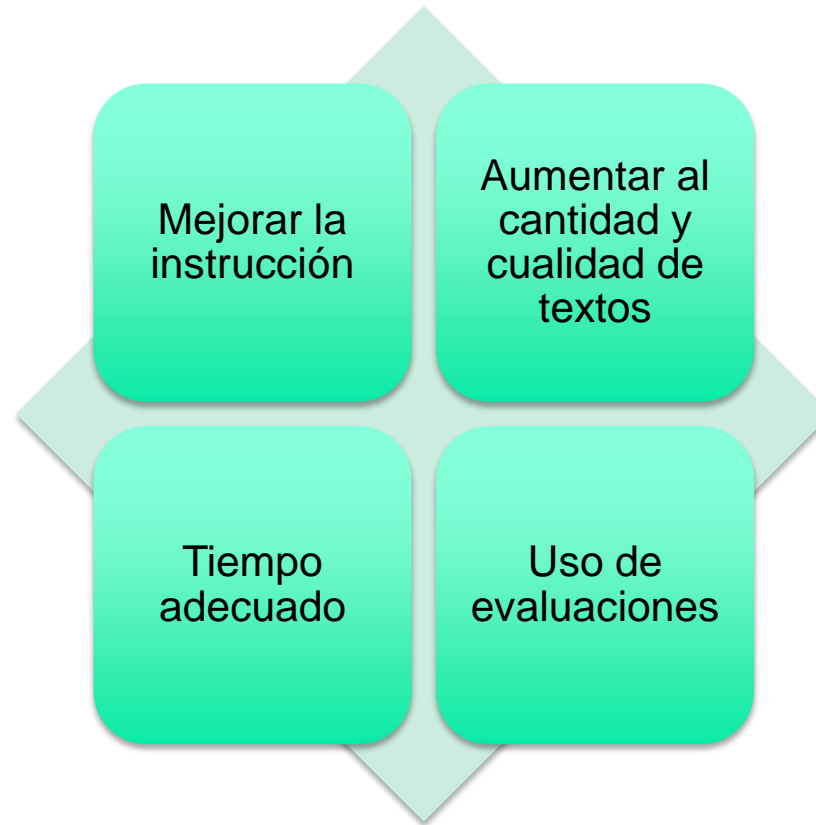 Mejorar la
instrucción
Aumentar al
cantidad y
cualidad de
textos
Tiempo
adecuado
Uso de
evaluaciones